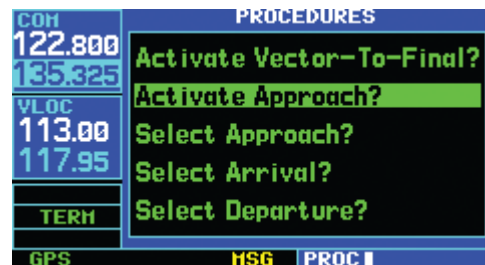 COM
122.800
135.325
VLOC
113.00
117.95
TERM
GPS
PROCEDURES
Activate Vector-To-Final?
Activate Approach?
Select Approach?
Select Arrival?
Select Departure?
MSG
PROC